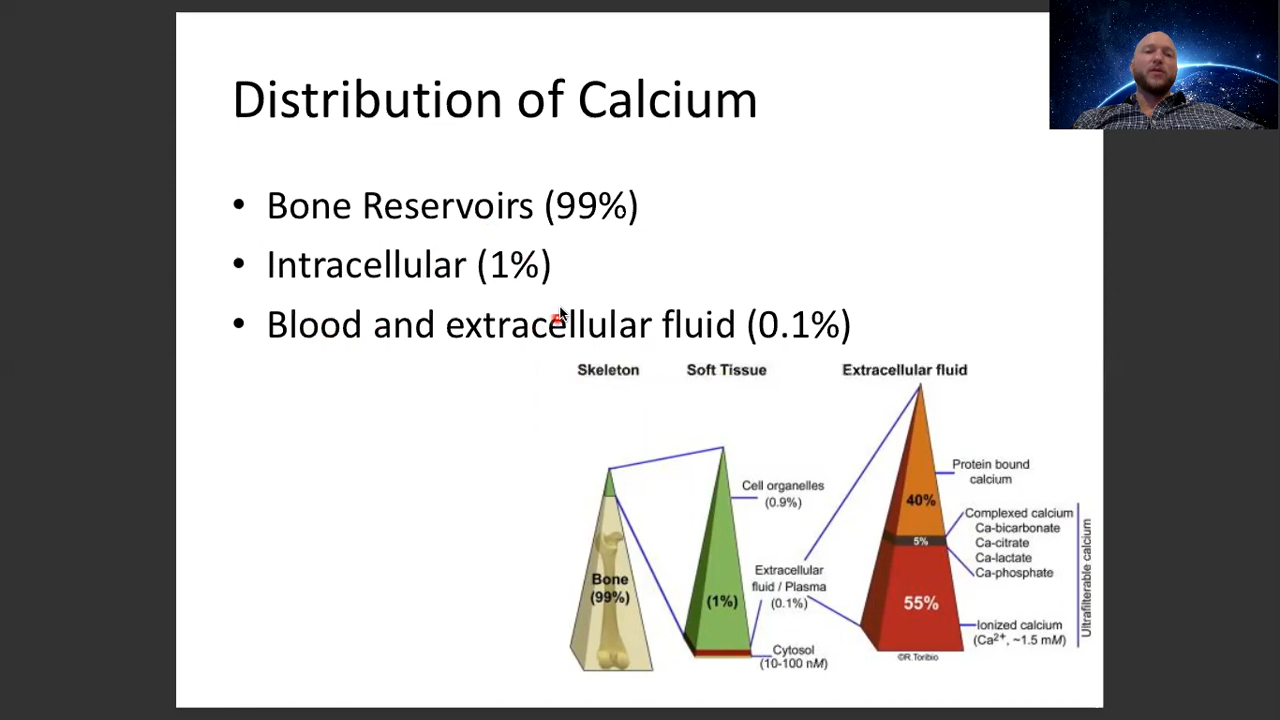 Distribution of Calcium
• Bone Reservoirs (99%)
• Intracellular (1%)
• Blood and extracellular fluid (0.1%)
Skeleton
Soft Tissue
Extracellular fluid
Bone
(99%)
(1%)
Cell organelles
(0.9%)
Extracellular
fluid / Plasma
(0.1%)
Cytosol
(10-100 nM)
40%
5%
55%
Protein bound
calcium
Complexed calcium
Ca-bicarbonate
Ca-citrate
Ca-lactate
Ca-phosphate
Ionized calcium
(Ca²⁺, ~1.5 mM)
Ultrafilterable calcium
©R.Toribio